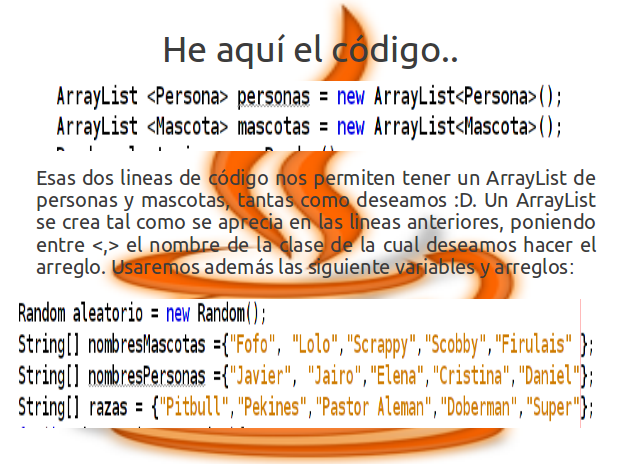 He aquí el código..
ArrayList <Persona> personas = new ArrayList<Persona>();
ArrayList <Mascota> mascotas = new ArrayList<Mascota>();
Esas dos lineas de código nos permiten tener un ArrayList de
personas y mascotas, tantas como deseamos :D. Un ArrayList
se crea tal como se aprecia en las lineas anteriores, poniendo
entre <,> el nombre de la clase de la cual deseamos hacer el
arreglo. Usaremos además las siguiente variables y arreglos:
Random aleatorio = new Random();
String[] nombresMascotas ={"Fofo", "Lolo","Scrappy","Scobby","Firulais" };
String[] nombresPersonas ={"Javier", "Jairo","Elena","Cristina","Daniel"};
String[] razas = {"Pitbull","Pekines","Pastor Aleman","Doberman","Super"};